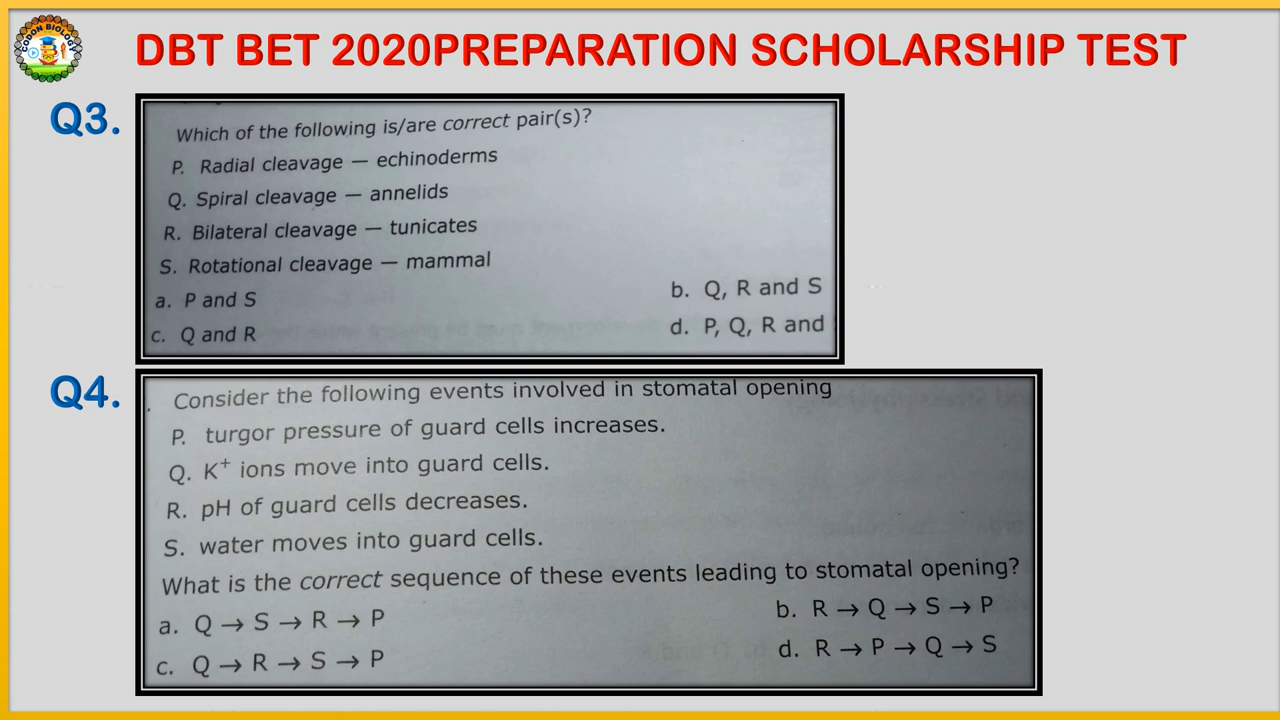 CODON BIOLOGY
DBT BET 2020PREPARATION SCHOLARSHIP TEST
Q3.
Which of the following is/are correct pair(s)?
P. Radial cleavage — echinoderms
Q. Spiral cleavage — annelids
R. Bilateral cleavage — tunicates
S. Rotational cleavage — mammal
a. P and S
b. Q, R and S
c. Q and R
d. P, Q, R and
Q4.
Consider the following events involved in stomatal opening
P. turgor pressure of guard cells increases.
Q. K⁺ ions move into guard cells.
R. pH of guard cells decreases.
S. water moves into guard cells.
What is the correct sequence of these events leading to stomatal opening?
a. Q → S → R → P
b. R → Q → S → P
c. Q → R → S → P
d. R → P → Q → S